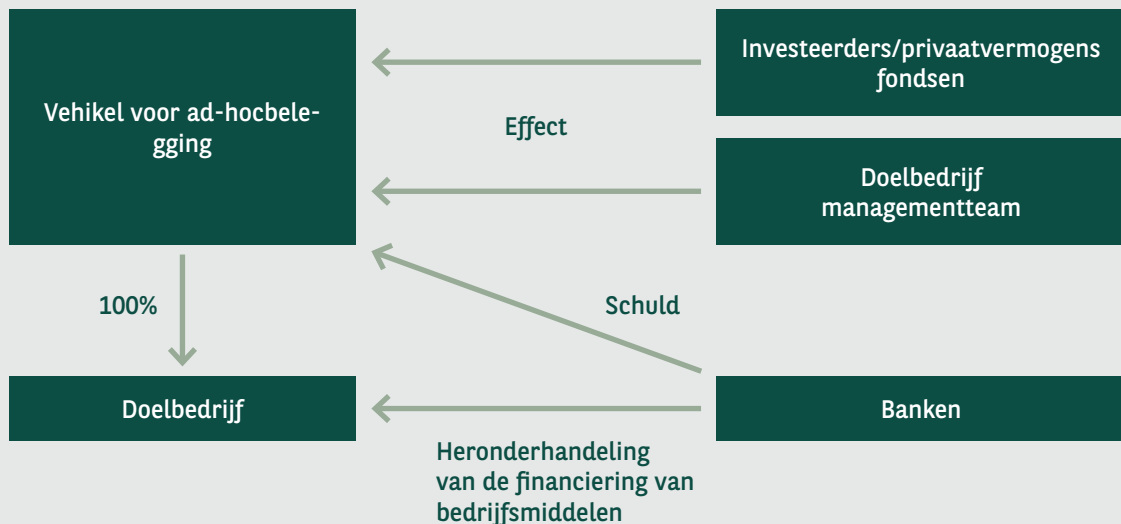 Investeerders/privaatvermogens
fondsen
Vehikel voor ad-hocbele-
gging
Effect
Doelbedrijf
managementteam
100%
Schuld
Doelbedrijf
Banken
Heronderhandeling
van de financiering van
bedrijfsmiddelen